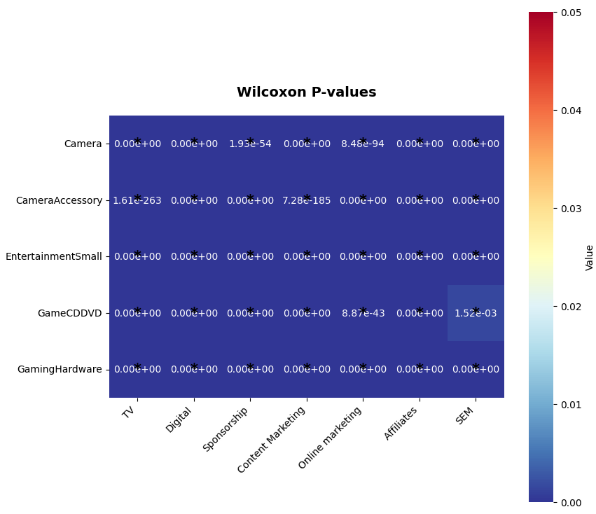 Wilcoxon P-values
Camera 0.00e+00 0.00e+00 1.93e-54 0.00e+00 8.48e-94 0.00e+00 0.00e+00
CameraAccessory 1.61e-263 0.00e+00 0.00e+00 7.28e-185 0.00e+00 0.00e+00 0.00e+00
EntertainmentSmall 0.00e+00 0.00e+00 0.00e+00 0.00e+00 0.00e+00 0.00e+00 0.00e+00
GameCDDVD 0.00e+00 0.00e+00 0.00e+00 0.00e+00 8.87e-43 0.00e+00 1.52e-03
GamingHardware 0.00e+00 0.00e+00 0.00e+00 0.00e+00 0.00e+00 0.00e+00 0.00e+00
TV
Digital
Sponsorship
Content Marketing
Online marketing
Affiliates
SEM
0.05
0.04
0.03
0.02
0.01
0.00
Value